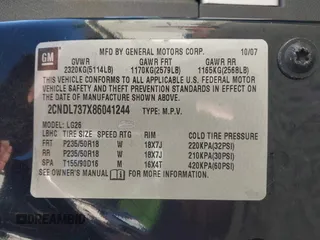 GM
MFG BY GENERAL MOTORS CORP. 10/07
GVWR GAWR FRT GAWR RR
2320KG(5114LB) 1170KG(2579LB) 1165KG(2568LB)
THIS VEHICLE CONFORMS TO ALL APPLICABLE U.S. FEDERAL MOTOR
VEHICLE SAFETY AND THEFT PREVENTION STANDARDS IN EFFECT ON
THE DATE OF MANUFACTURE SHOWN ABOVE.
2CNDL737X86041244 TYPE: M.P.V.
MODEL: LG26
LBHC TIRE SIZE SPEED RTG RIM COLD TIRE PRESSURE
FRT P235/50R18 W 18X7J 220KPA(32PSI)
RR P235/50R18 W 18X7J 210KPA(30PSI)
SPA T155/90D16 M 16X4T 420KPA(60PSI)
SEE OWNER'S MANUAL FOR ADDITIONAL INFORMATION.
DREAMBID